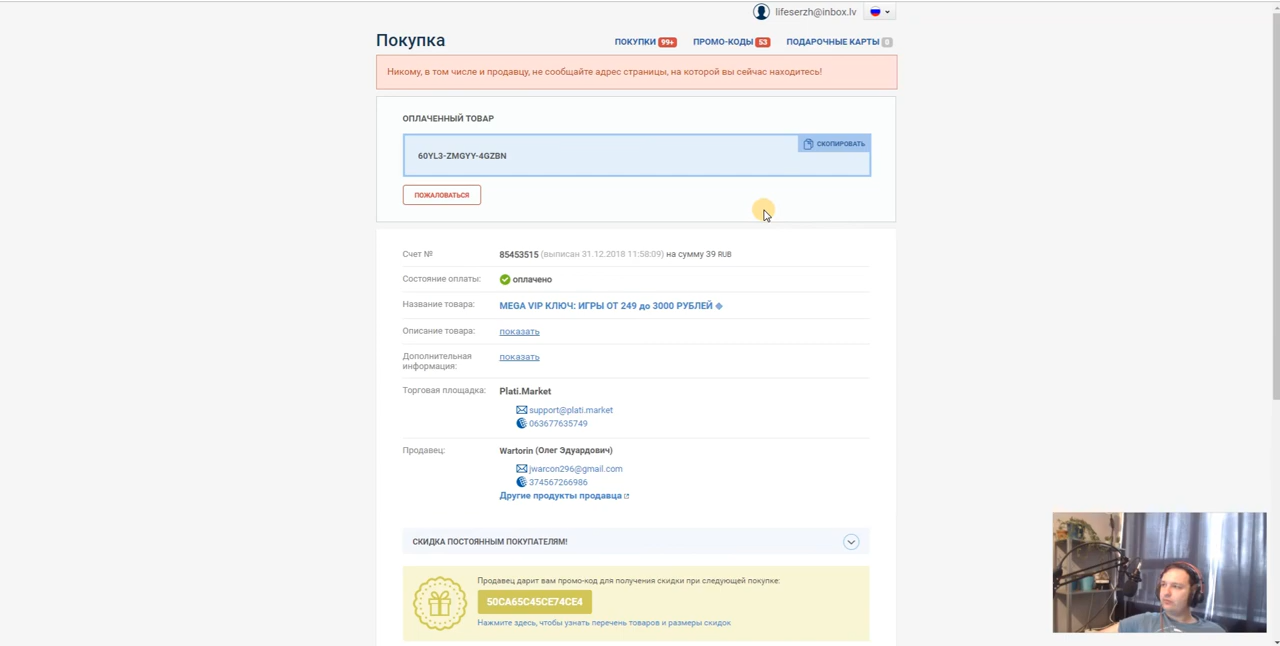 lifeserzh@inbox.lv
Покупка
ПОКУПКИ 99+ ПРОМО-КОДЫ 53 ПОДАРОЧНЫЕ КАРТЫ 0
Никому, в том числе и продавцу, не сообщайте адрес страницы, на которой вы сейчас находитесь!
ОПЛАЧЕННЫЙ ТОВАР
СКОПИРОВАТЬ
60YL3-ZMGYY-4GZBN
ПОЖАЛОВАТЬСЯ
Счет № 85453515 (выписан 31.12.2018 11:58:09) на сумму 39 RUB
Состояние оплаты: оплачено
Название товара: MEGA VIP КЛЮЧ: ИГРЫ ОТ 249 до 3000 РУБЛЕЙ
Описание товара: показать
Дополнительная информация: показать
Торговая площадка: Plati.Market
support@plati.market
063677635749
Продавец: Wartorin (Олег Эдуардович)
jwarcon296@gmail.com
374567266986
Другие продукты продавца
СКИДКА ПОСТОЯННЫМ ПОКУПАТЕЛЯМ!
Продавец дарит вам промо-код для получения скидки при следующей покупке:
50CA65C45CE74CE4
Нажмите здесь, чтобы узнать перечень товаров и размеры скидок